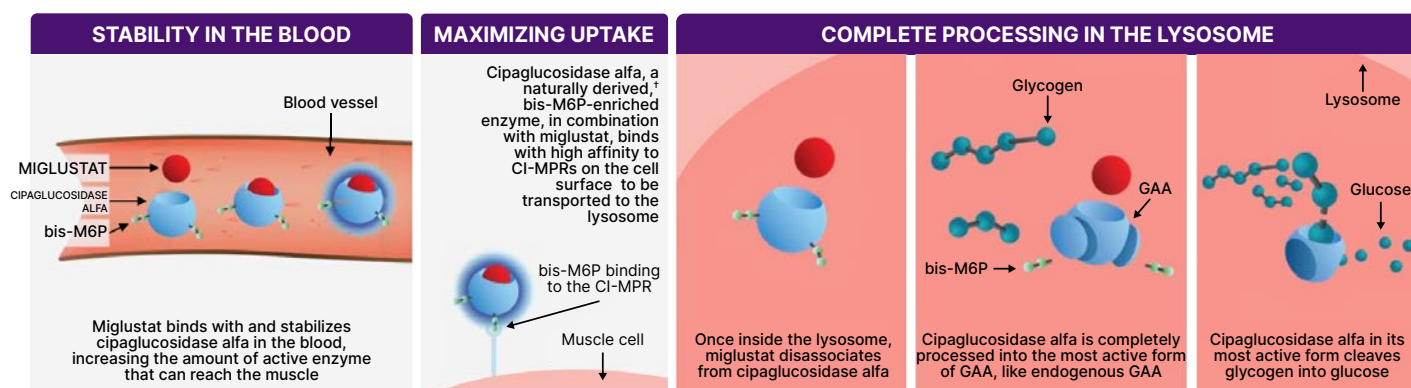 STABILITY IN THE BLOOD
Blood vessel
MIGLUSTAT
CIPAGLUCOSIDASE
ALFA
bis-M6P
Miglustat binds with and stabilizes
cipaglucosidase alfa in the blood,
increasing the amount of active enzyme
that can reach the muscle
MAXIMIZING UPTAKE
Cipaglucosidase alfa, a
naturally derived,†
bis-M6P-enriched
enzyme, in combination
with miglustat, binds
with high affinity to
CI-MPRs on the cell
surface to be
transported to the
lysosome
bis-M6P binding
to the CI-MPR
Muscle cell
COMPLETE PROCESSING IN THE LYSOSOME
Once inside the lysosome,
miglustat disassociates
from cipaglucosidase alfa
Glycogen
GAA
bis-M6P
Cipaglucosidase alfa is completely
processed into the most active form
of GAA, like endogenous GAA
Lysosome
Glucose
Cipaglucosidase alfa in its
most active form cleaves
glycogen into glucose